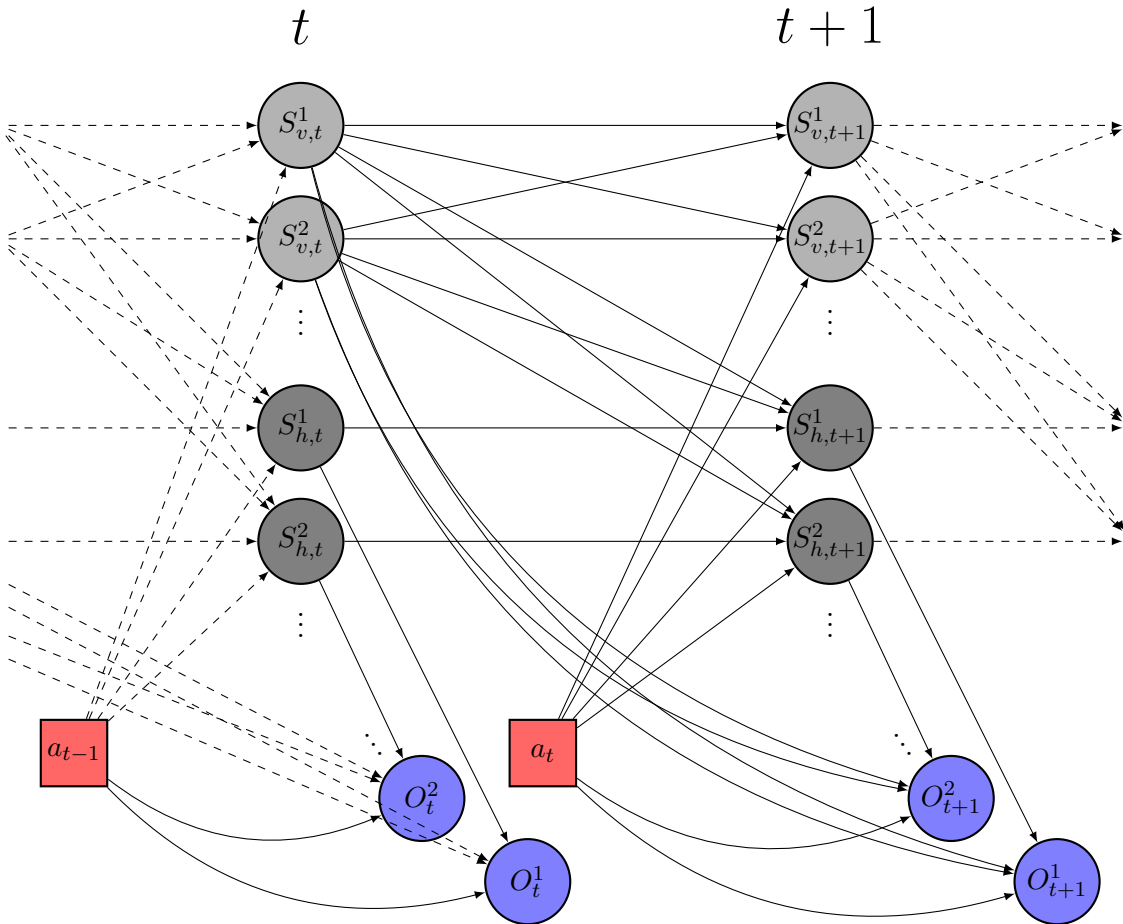 t t + 1
S^1_{v,t} S^1_{v,t+1}
S^2_{v,t} S^2_{v,t+1}
⋮ ⋮
S^1_{h,t} S^1_{h,t+1}
S^2_{h,t} S^2_{h,t+1}
⋮ ⋮
a_{t−1} ⋱ a_t ⋱
O^2_t O^2_{t+1}
O^1_t O^1_{t+1}